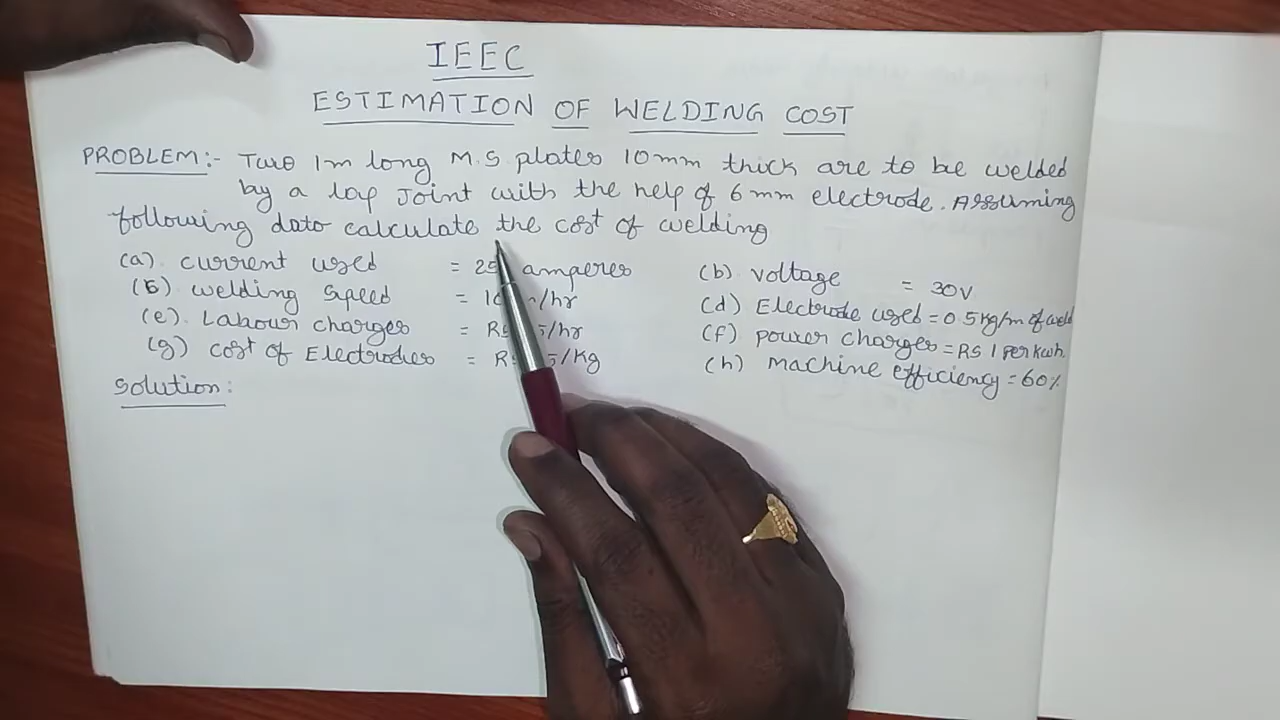 IEEC
ESTIMATION OF WELDING COST
PROBLEM:- Two 1m long M.S. plates 10mm thick are to be welded
by a lap Joint with the help of 6mm electrode. Assuming
following data calculate the cost of welding
(a). current used = amperes (b). voltage = 30V
(b). welding speed = /hr (d) Electrode used = 0.5kg/m of weld
(e). Labour charges = /hr (f) power charges = RS 1 per kwh.
(g) cost of Electrodes = /Kg (h) machine efficiency = 60%
Solution: